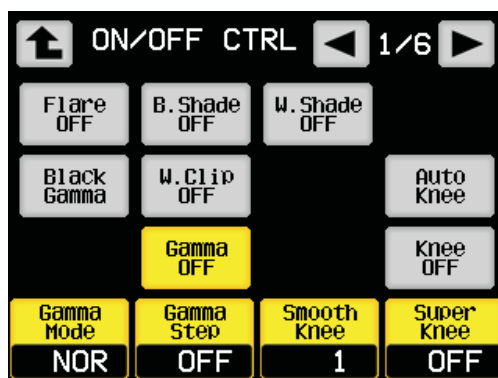 ON/OFF CTRL 1/6
Flare OFF
B.Shade OFF
W.Shade OFF
Black Gamma
W.Clip OFF
Auto Knee
Gamma OFF
Knee OFF
Gamma Mode
Gamma Step
Smooth Knee
Super Knee
NOR
OFF
1
OFF